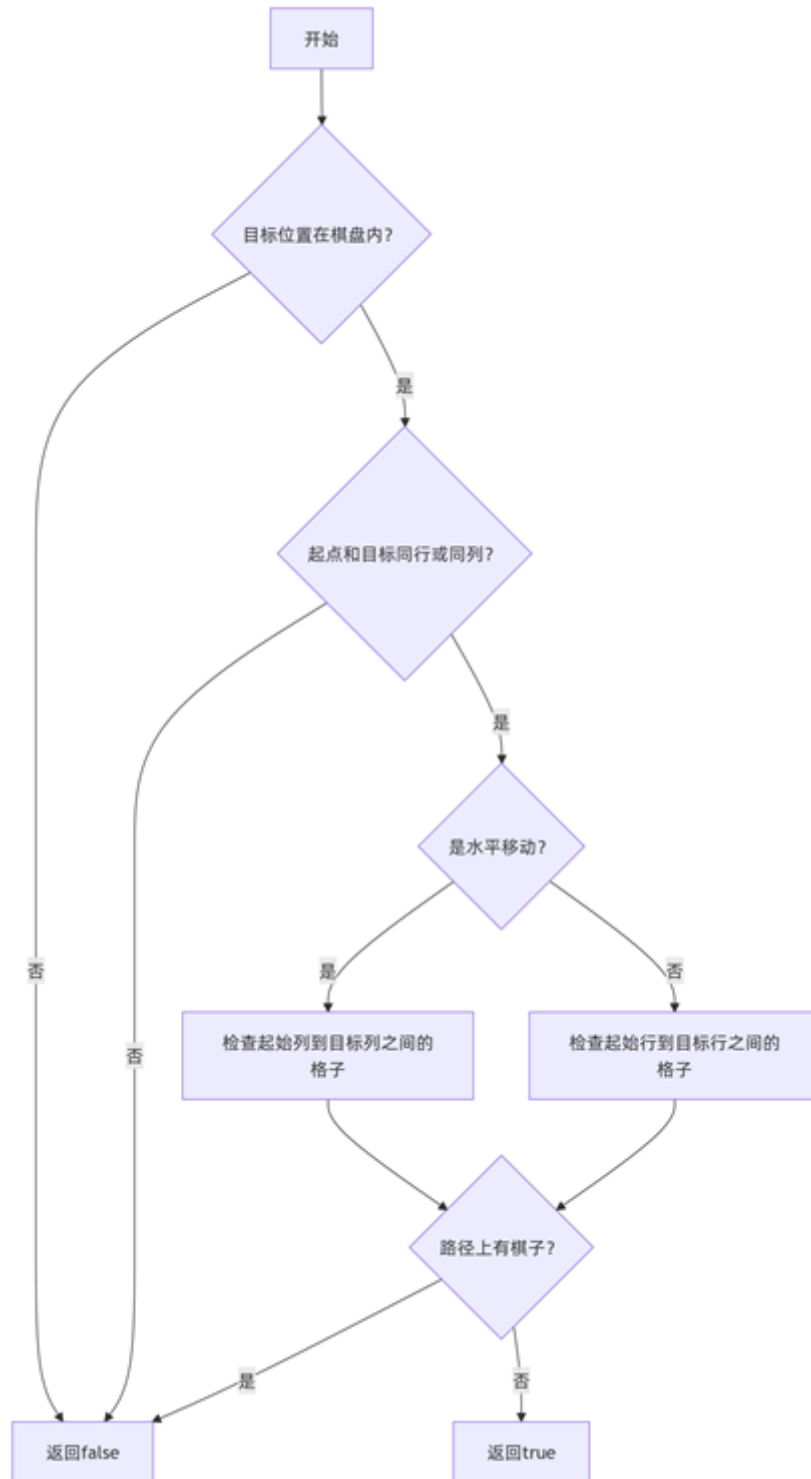 开始
目标位置在棋盘内？
是
起点和目标同行或同列？
是
是水平移动？
否
是
否
检查起始列到目标列之间的
格子
检查起始行到目标行之间的
格子
否
路径上有棋子？
是
否
返回false
返回true